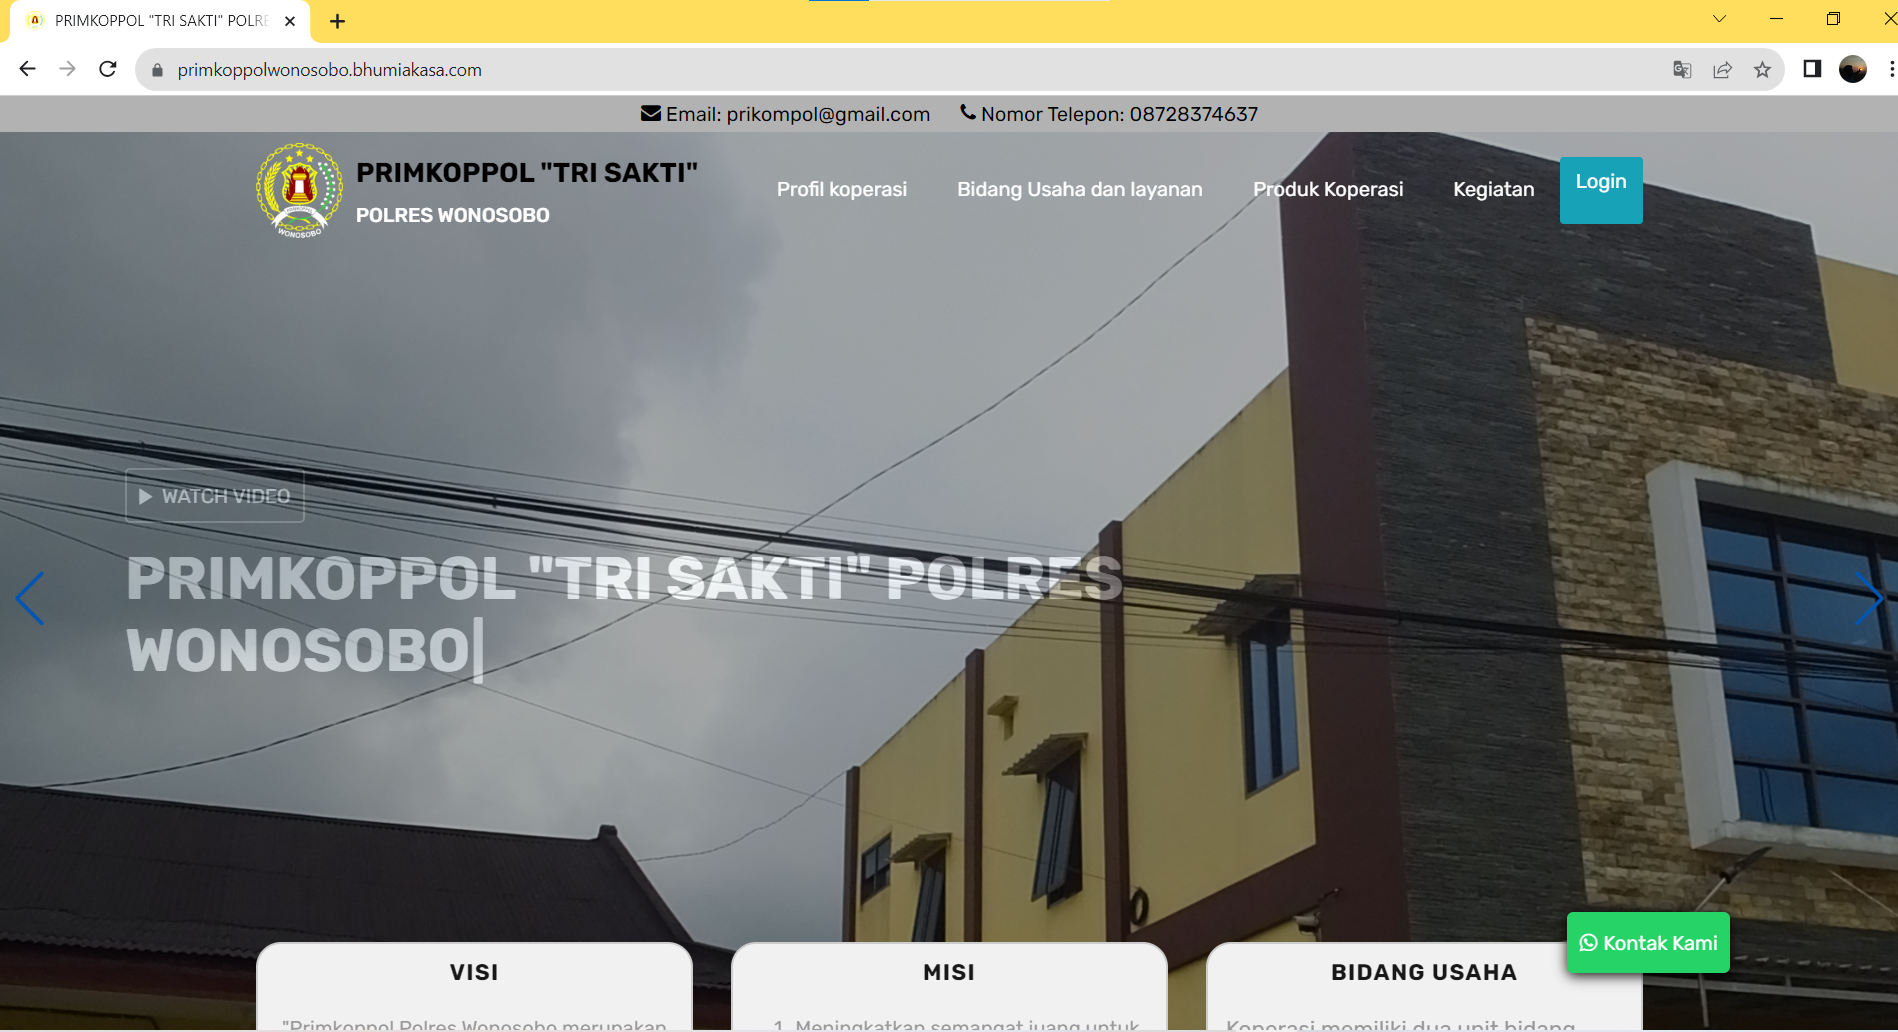 PRIMKOPPOL "TRI SAKTI" POLRE
primkoppolwonosobo.bhumiakasa.com
Email: prikompol@gmail.com Nomor Telepon: 08728374637
PRIMKOPPOL "TRI SAKTI"
POLRES WONOSOBO
WONOSOBO
Profil koperasi Bidang Usaha dan layanan Produk Koperasi Kegiatan Login
WATCH VIDEO
PRIMKOPPOL "TRI SAKTI" POLRES
WONOSOBO
Kontak Kami
VISI MISI BIDANG USAHA
"Primkoppol Polres Wonosobo merupakan
1. Meningkatkan semangat juang untuk
Koperasi memiliki dua unit bidang